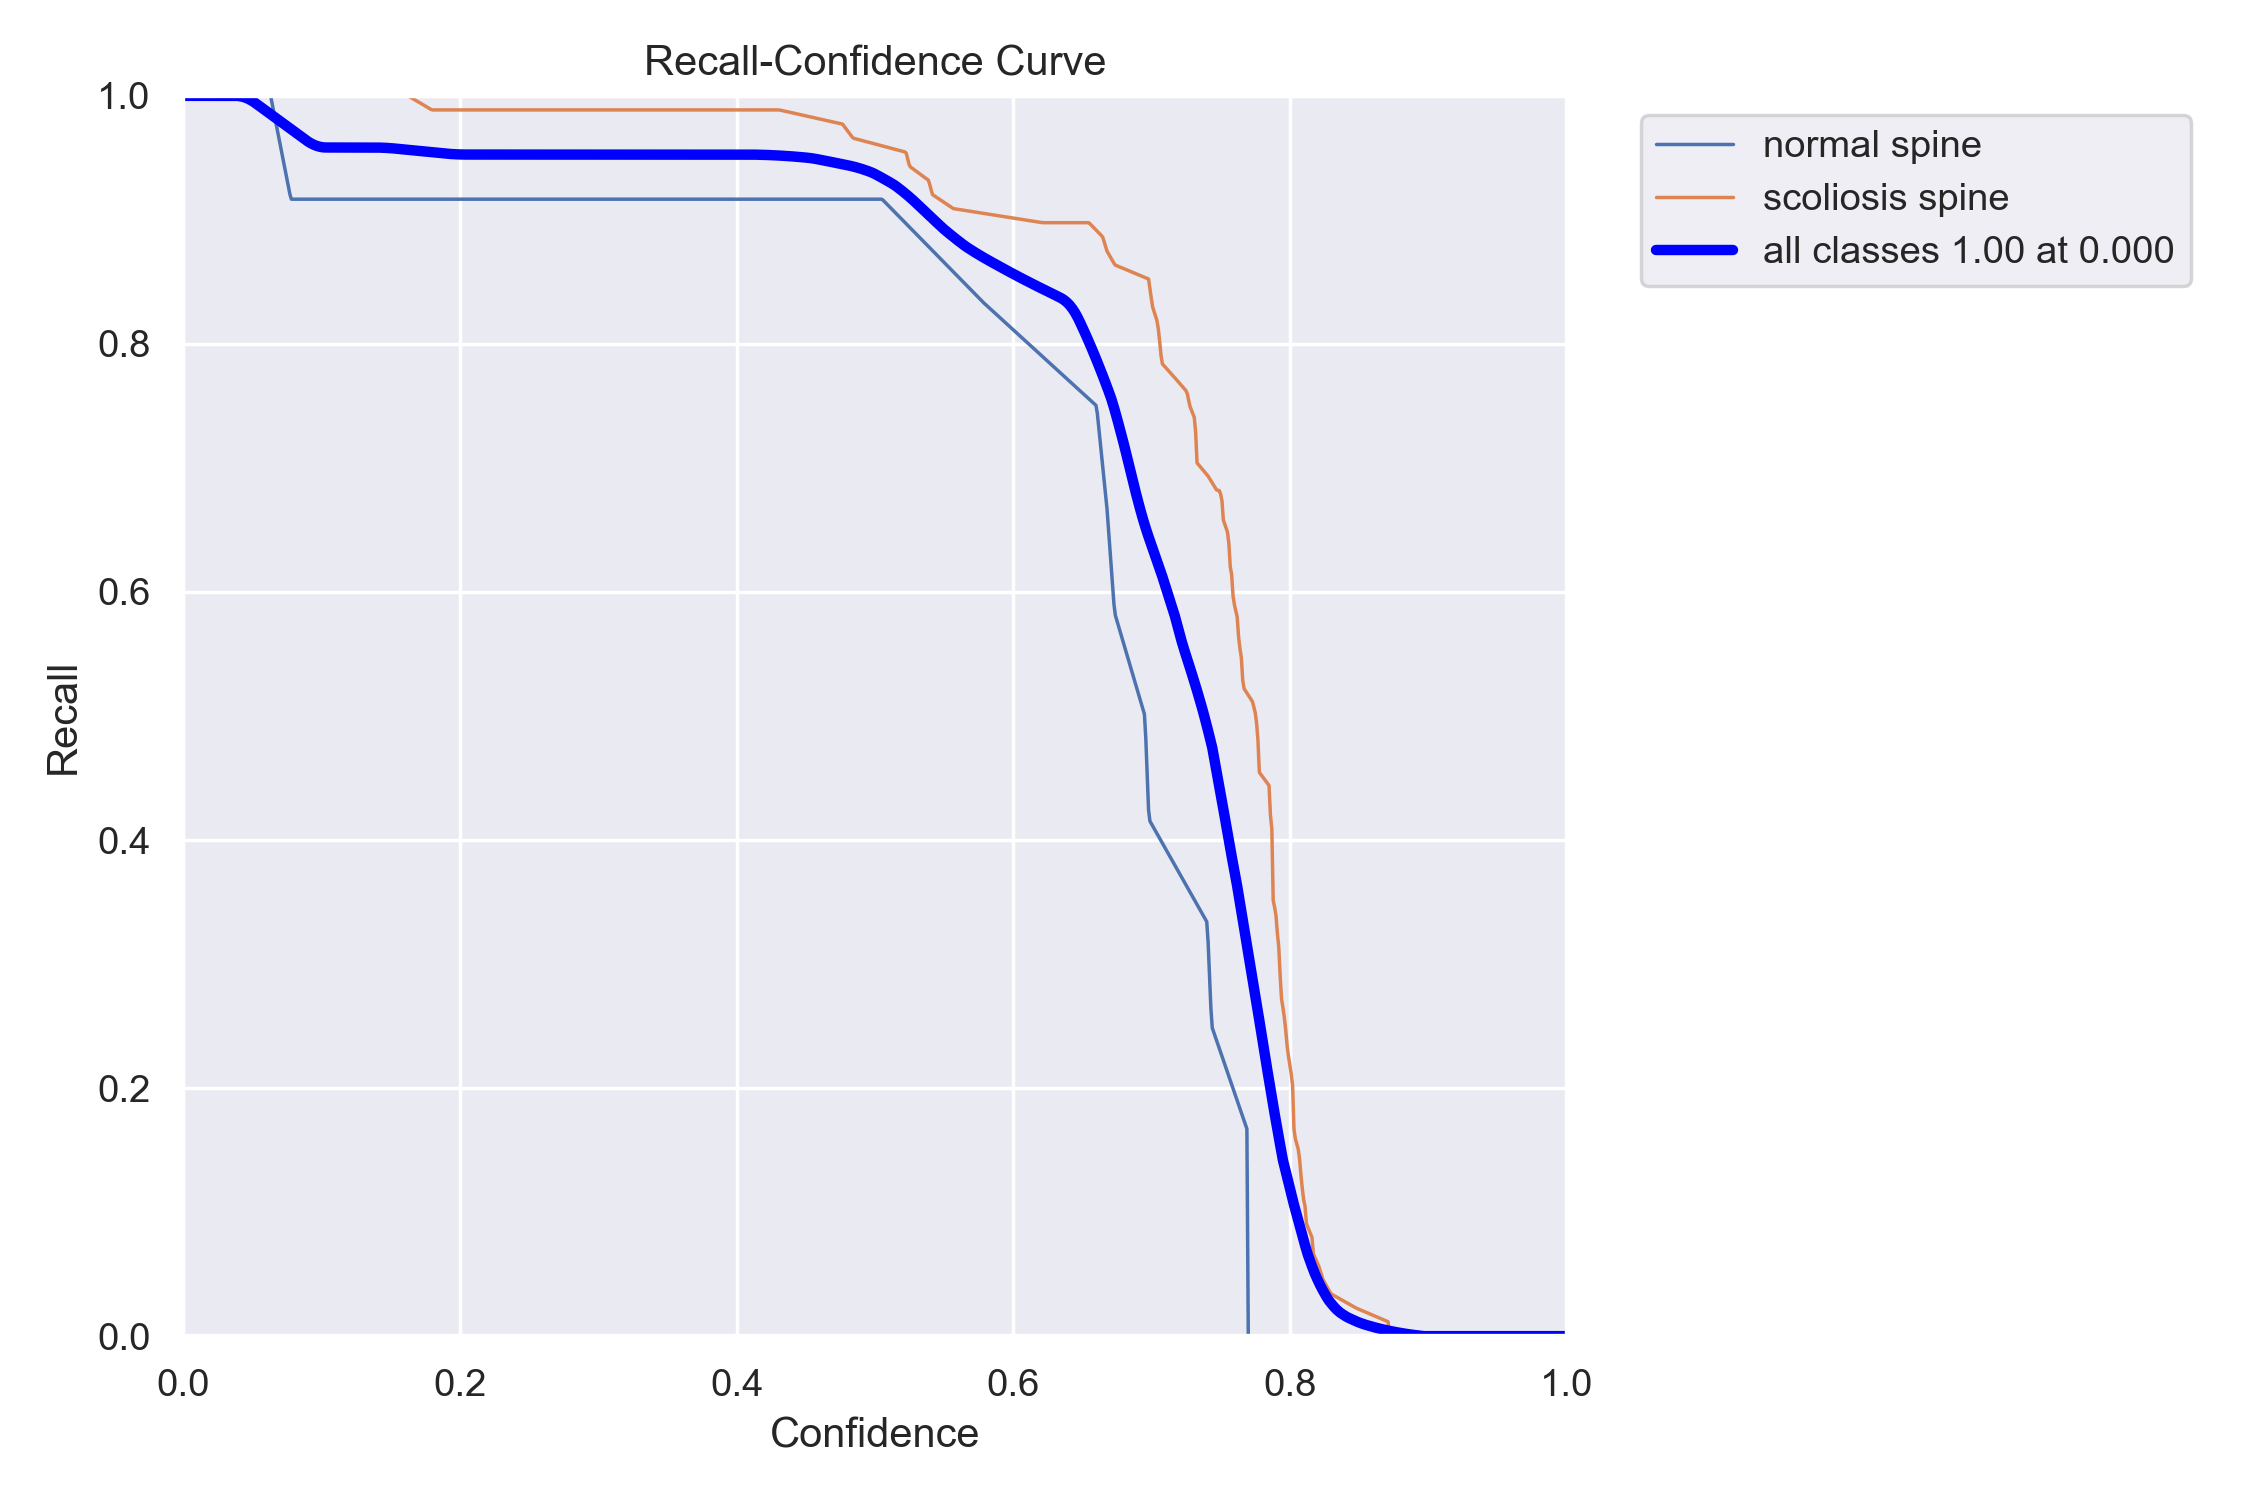 Recall-Confidence Curve
1.0
0.8
0.6
0.4
0.2
0.0
Recall
0.0 0.2 0.4 0.6 0.8 1.0
Confidence
normal spine
scoliosis spine
all classes 1.00 at 0.000